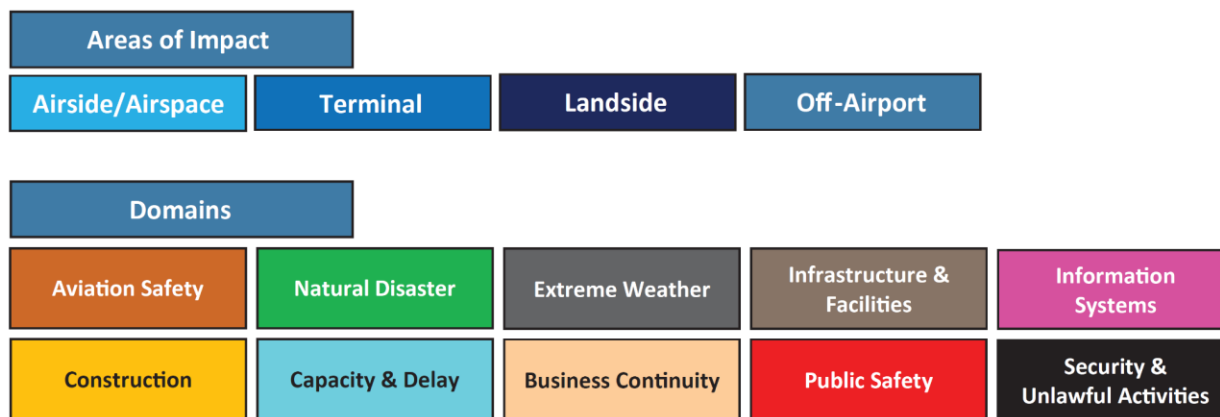 Areas of Impact
Airside/Airspace
Terminal
Landside
Off-Airport
Domains
Aviation Safety
Natural Disaster
Extreme Weather
Infrastructure &
Facilities
Information
Systems
Construction
Capacity & Delay
Business Continuity
Public Safety
Security &
Unlawful Activities